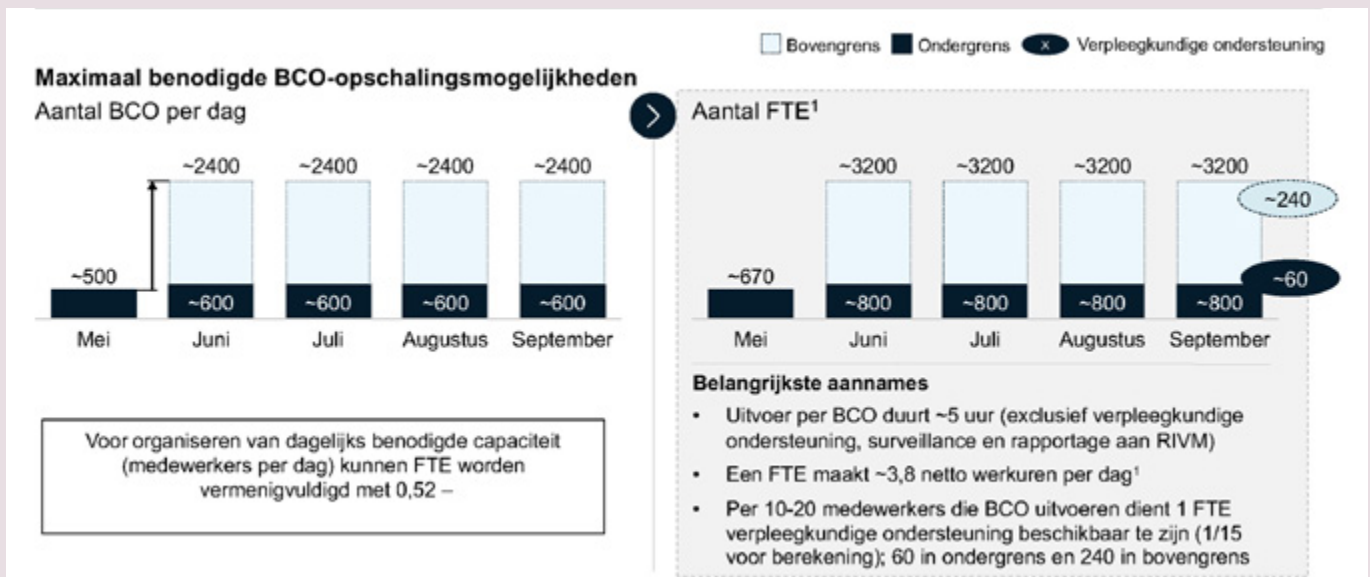 Bovengrens Ondergrens x Verpleegkundige ondersteuning
Maximaal benodigde BCO-opschalingsmogelijkheden
Aantal BCO per dag
~2400 ~2400 ~2400 ~2400
~500
~600 ~600 ~600 ~600
Mei Juni Juli Augustus September
Voor organiseren van dagelijks benodigde capaciteit
(medewerkers per dag) kunnen FTE worden
vermenigvuldigd met 0,52 –
Aantal FTE¹
~3200 ~3200 ~3200 ~3200
~240
~670
~60
~800 ~800 ~800 ~800
Mei Juni Juli Augustus September
Belangrijkste aannames
• Uitvoer per BCO duurt ~5 uur (exclusief verpleegkundige
ondersteuning, surveillance en rapportage aan RIVM)
• Een FTE maakt ~3,8 netto werkuren per dag¹
• Per 10-20 medewerkers die BCO uitvoeren dient 1 FTE
verpleegkundige ondersteuning beschikbaar te zijn (1/15
voor berekening); 60 in ondergrens en 240 in bovengrens